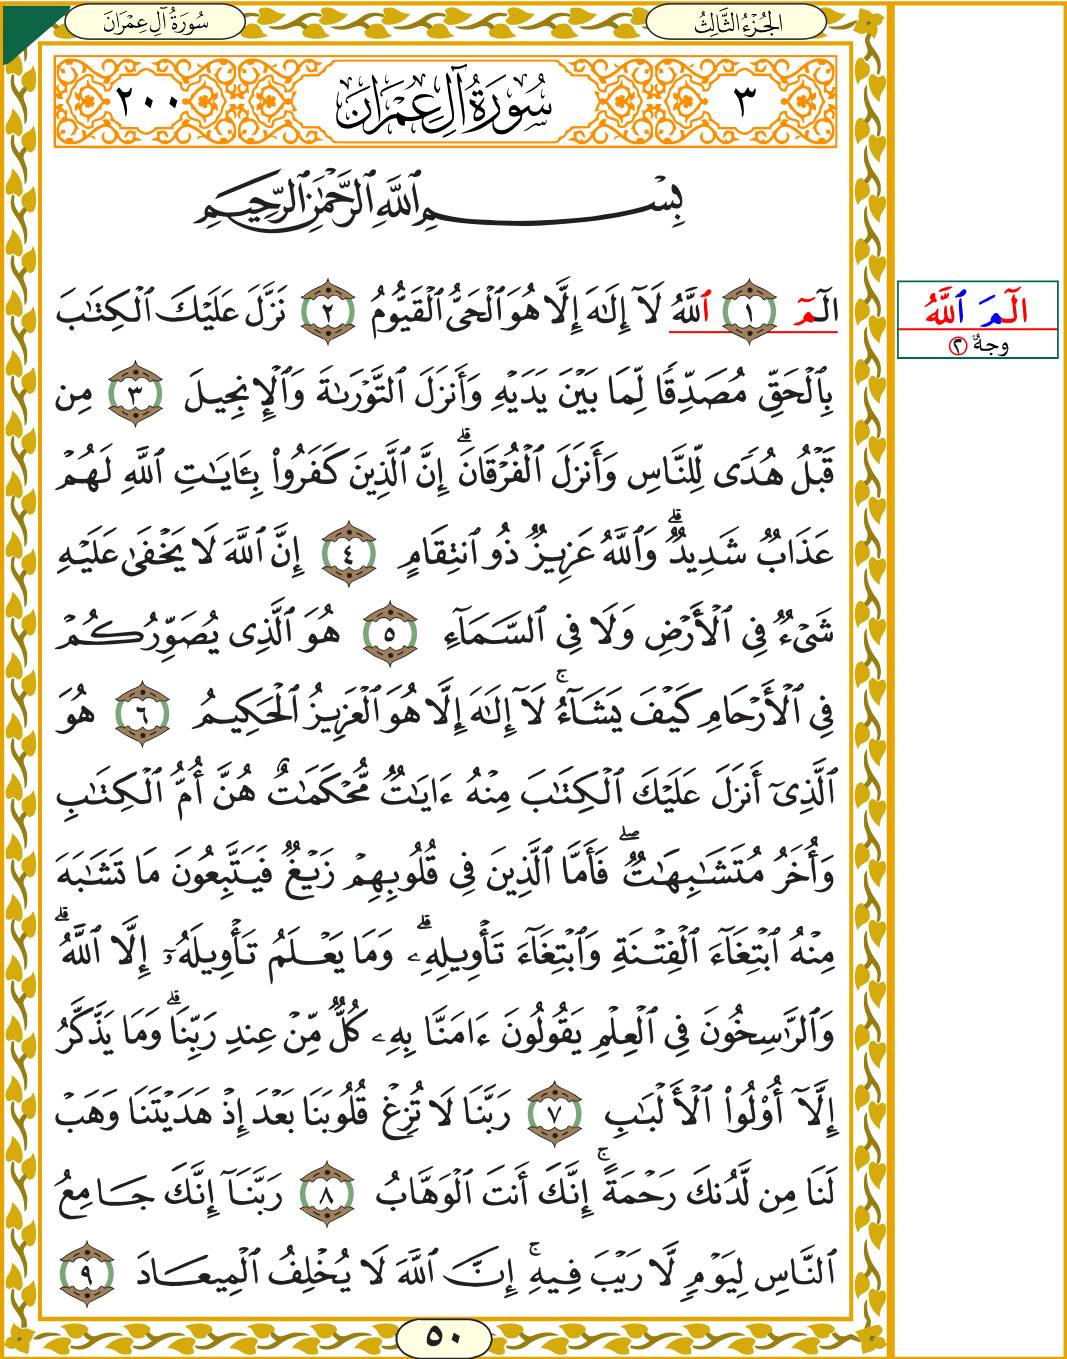 الجُزْءُ الثَّالِثُ
سُورَةُ آلِ عِمْرَانَ
٣
سُورَةُ آلِ عِمْرَانَ
٢٠٠
بِسْمِ ٱللَّهِ ٱلرَّحْمَٰنِ ٱلرَّحِيمِ
الٓمٓ ١ ٱللَّهُ لَآ إِلَٰهَ إِلَّا هُوَ ٱلْحَىُّ ٱلْقَيُّومُ ٢ نَزَّلَ عَلَيْكَ ٱلْكِتَٰبَ
بِٱلْحَقِّ مُصَدِّقًا لِّمَا بَيْنَ يَدَيْهِ وَأَنزَلَ ٱلتَّوْرَىٰةَ وَٱلْإِنجِيلَ ٣ مِن
قَبْلُ هُدًى لِّلنَّاسِ وَأَنزَلَ ٱلْفُرْقَانَۗ إِنَّ ٱلَّذِينَ كَفَرُوا۟ بِـَٔايَٰتِ ٱللَّهِ لَهُمْ
عَذَابٌ شَدِيدٌۗ وَٱللَّهُ عَزِيزٌ ذُو ٱنتِقَامٍ ٤ إِنَّ ٱللَّهَ لَا يَخْفَىٰ عَلَيْهِ
شَىْءٌ فِى ٱلْأَرْضِ وَلَا فِى ٱلسَّمَآءِ ٥ هُوَ ٱلَّذِى يُصَوِّرُكُمْ
فِى ٱلْأَرْحَامِ كَيْفَ يَشَآءُۚ لَآ إِلَٰهَ إِلَّا هُوَ ٱلْعَزِيزُ ٱلْحَكِيمُ ٦ هُوَ
ٱلَّذِىٓ أَنزَلَ عَلَيْكَ ٱلْكِتَٰبَ مِنْهُ ءَايَٰتٌ مُّحْكَمَٰتٌ هُنَّ أُمُّ ٱلْكِتَٰبِ
وَأُخَرُ مُتَشَٰبِهَٰتٌۖ فَأَمَّا ٱلَّذِينَ فِى قُلُوبِهِمْ زَيْغٌ فَيَتَّبِعُونَ مَا تَشَٰبَهَ
مِنْهُ ٱبْتِغَآءَ ٱلْفِتْنَةِ وَٱبْتِغَآءَ تَأْوِيلِهِۦۗ وَمَا يَعْلَمُ تَأْوِيلَهُۥٓ إِلَّا ٱللَّهُۗ
وَٱلرَّٰسِخُونَ فِى ٱلْعِلْمِ يَقُولُونَ ءَامَنَّا بِهِۦ كُلٌّ مِّنْ عِندِ رَبِّنَاۗ وَمَا يَذَّكَّرُ
إِلَّآ أُو۟لُوا۟ ٱلْأَلْبَٰبِ ٧ رَبَّنَا لَا تُزِغْ قُلُوبَنَا بَعْدَ إِذْ هَدَيْتَنَا وَهَبْ
لَنَا مِن لَّدُنكَ رَحْمَةًۚ إِنَّكَ أَنتَ ٱلْوَهَّابُ ٨ رَبَّنَآ إِنَّكَ جَامِعُ
ٱلنَّاسِ لِيَوْمٍ لَّا رَيْبَ فِيهِۚ إِنَّ ٱللَّهَ لَا يُخْلِفُ ٱلْمِيعَادَ ٩
الٓمَ ٱللَّهُ
وجهٌ ٢
٥٠